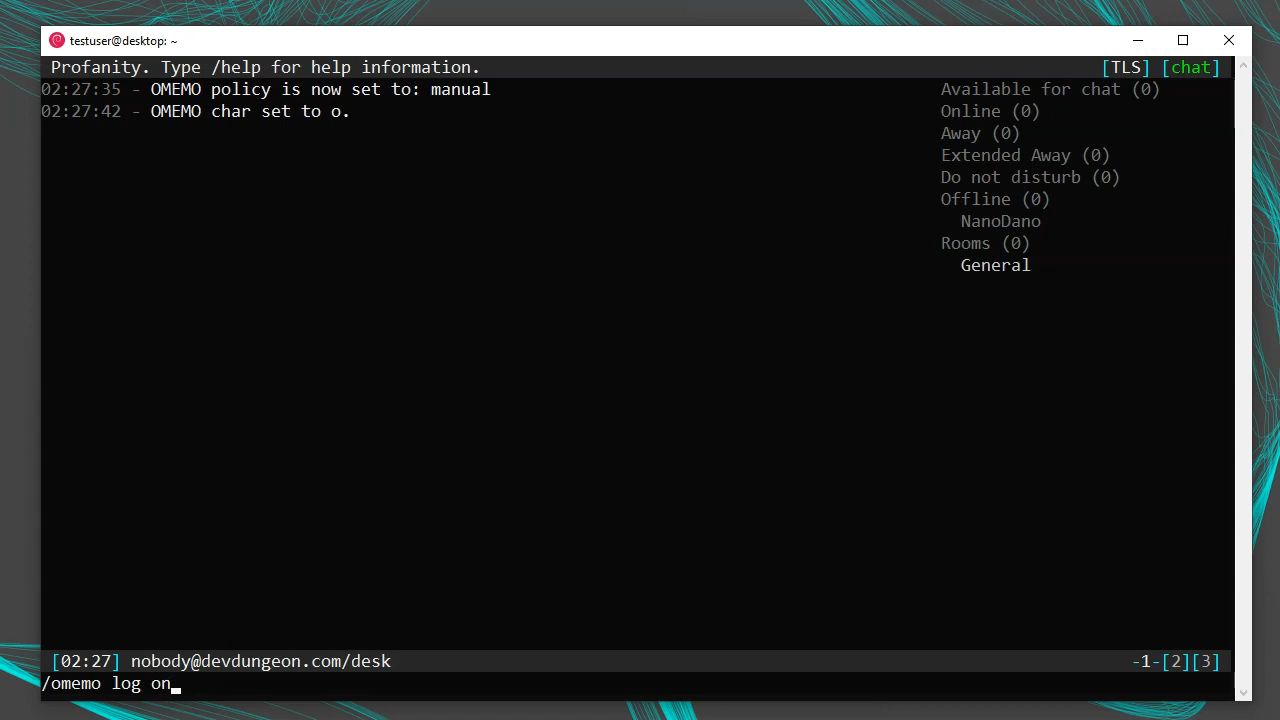 testuser@desktop: ~
Profanity. Type /help for help information. [TLS] [chat]
02:27:35 - OMEMO policy is now set to: manual
02:27:42 - OMEMO char set to o.
Available for chat (0)
Online (0)
Away (0)
Extended Away (0)
Do not disturb (0)
Offline (0)
NanoDano
Rooms (0)
General
[02:27] nobody@devdungeon.com/desk -1-[2][3]
/omemo log on